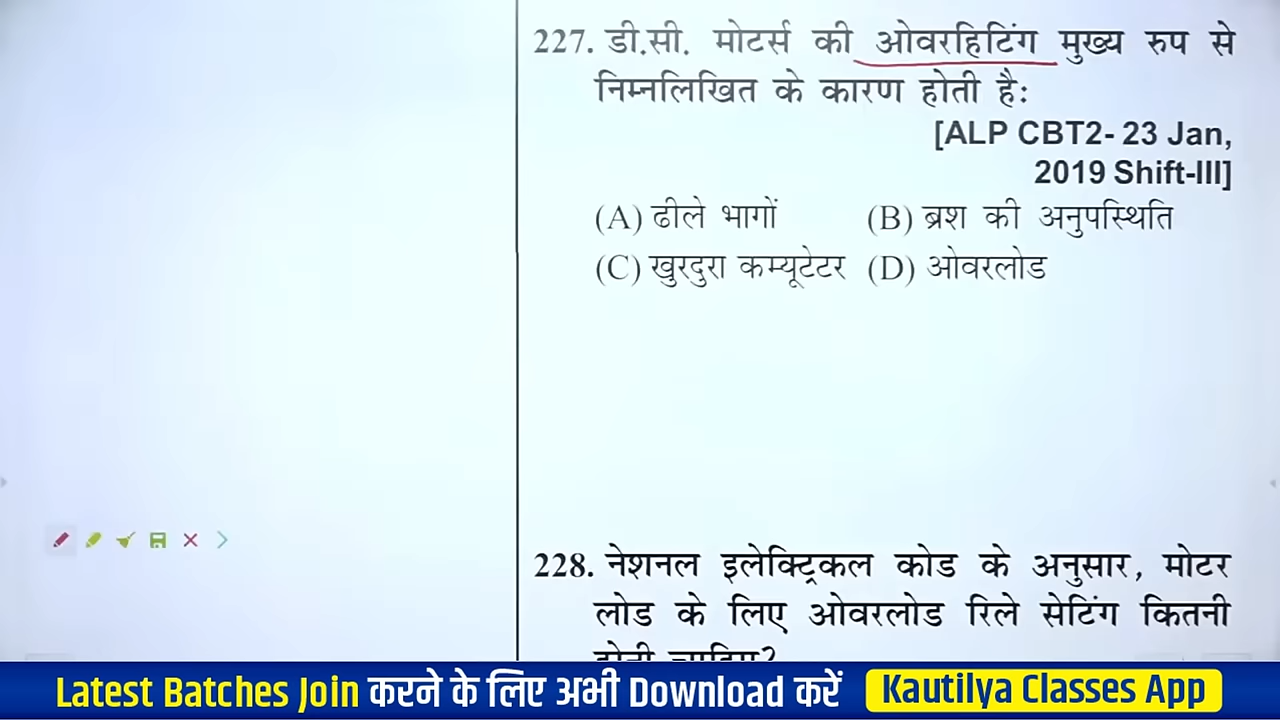 227. डी.सी. मोटर्स की ओवरहिटिंग मुख्य रुप से
निम्नलिखित के कारण होती है:
[ALP CBT2- 23 Jan,
2019 Shift-III]
(A) ढीले भागों (B) ब्रश की अनुपस्थिति
(C) खुरदुरा कम्यूटेटर (D) ओवरलोड
228. नेशनल इलेक्ट्रिकल कोड के अनुसार, मोटर
लोड के लिए ओवरलोड रिले सेटिंग कितनी
होनी चाहिए?
Latest Batches Join करने के लिए अभी Download करें Kautilya Classes App